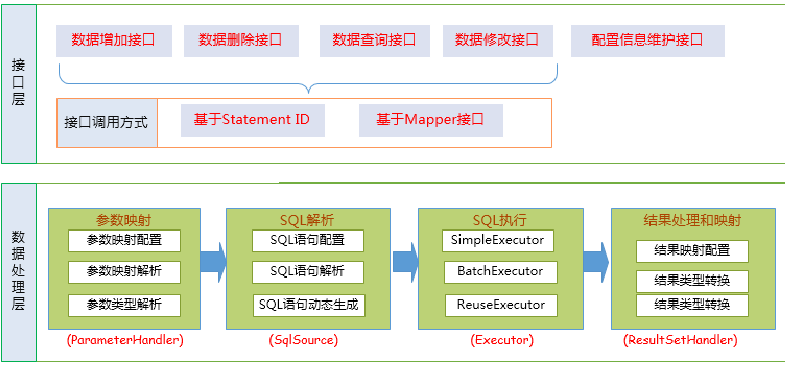 接口层
数据增加接口
数据删除接口
数据查询接口
数据修改接口
配置信息维护接口
接口调用方式
基于Statement ID
基于Mapper接口
数据处理层
参数映射
参数映射配置
参数映射解析
参数类型解析
(ParameterHandler)
SQL解析
SQL语句配置
SQL语句解析
SQL语句动态生成
(SqlSource)
SQL执行
SimpleExecutor
BatchExecutor
ReuseExecutor
(Executor)
结果处理和映射
结果映射配置
结果类型转换
结果类型转换
(ResultSetHandler)